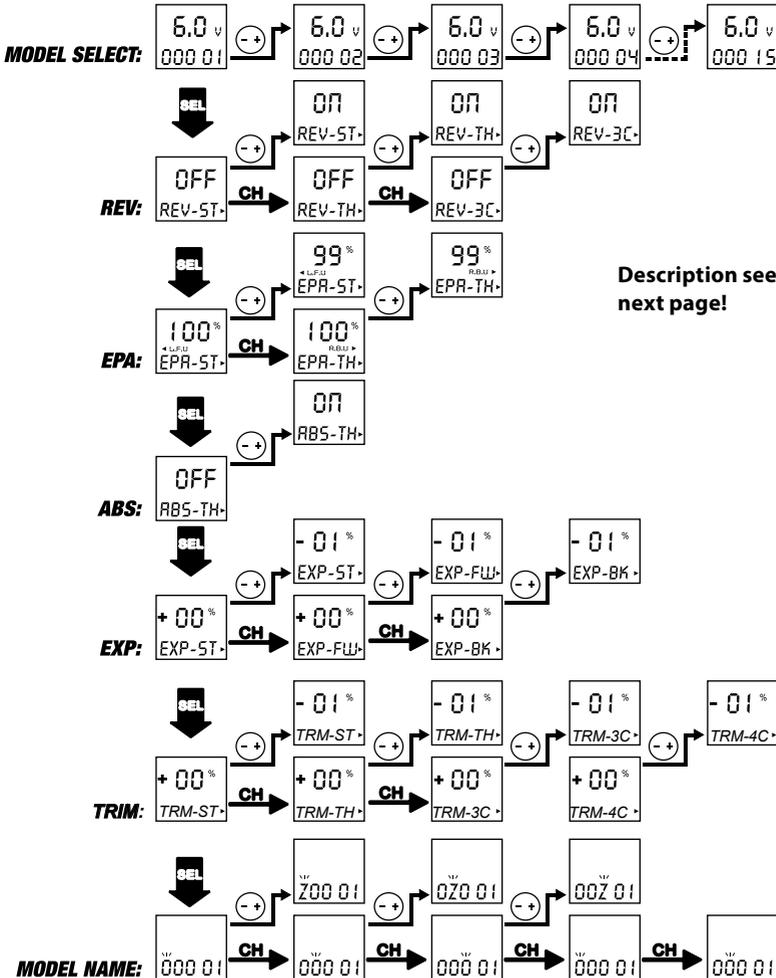 6.0 v 6.0 v 6.0 v 6.0 v 6.0 v
MODEL SELECT: 000 01 - + 000 02 - + 000 03 - + 000 04 - + 000 15
SEL
ON ON ON
REV-ST REV-TH REV-3C
- + - + - +
OFF OFF OFF
REV: REV-ST CH REV-TH CH REV-3C
SEL
99 % 99 %
L.F.U R.B.U
EPA-ST EPA-TH
Description see
next page!
- + - +
100 % 100 %
L.F.U R.B.U
EPA: EPA-ST CH EPA-TH
SEL
ON
ABS-TH
- +
OFF
ABS: ABS-TH
SEL
- 01 % - 01 % - 01 %
EXP-ST EXP-FW EXP-BK
- + - + - +
+ 00 % + 00 % + 00 %
EXP: EXP-ST CH EXP-FW CH EXP-BK
SEL
- 01 % - 01 % - 01 % - 01 %
TRM-ST TRM-TH TRM-3C TRM-4C
- + - + - + - +
+ 00 % + 00 % + 00 % + 00 %
TRIM: TRM-ST CH TRM-TH CH TRM-3C TRM-4C
SEL
Z00 01 0Z0 01 00Z 01
- + - + - +
MODEL NAME: 000 01 CH 000 01 CH 000 01 CH 000 01 CH 000 01